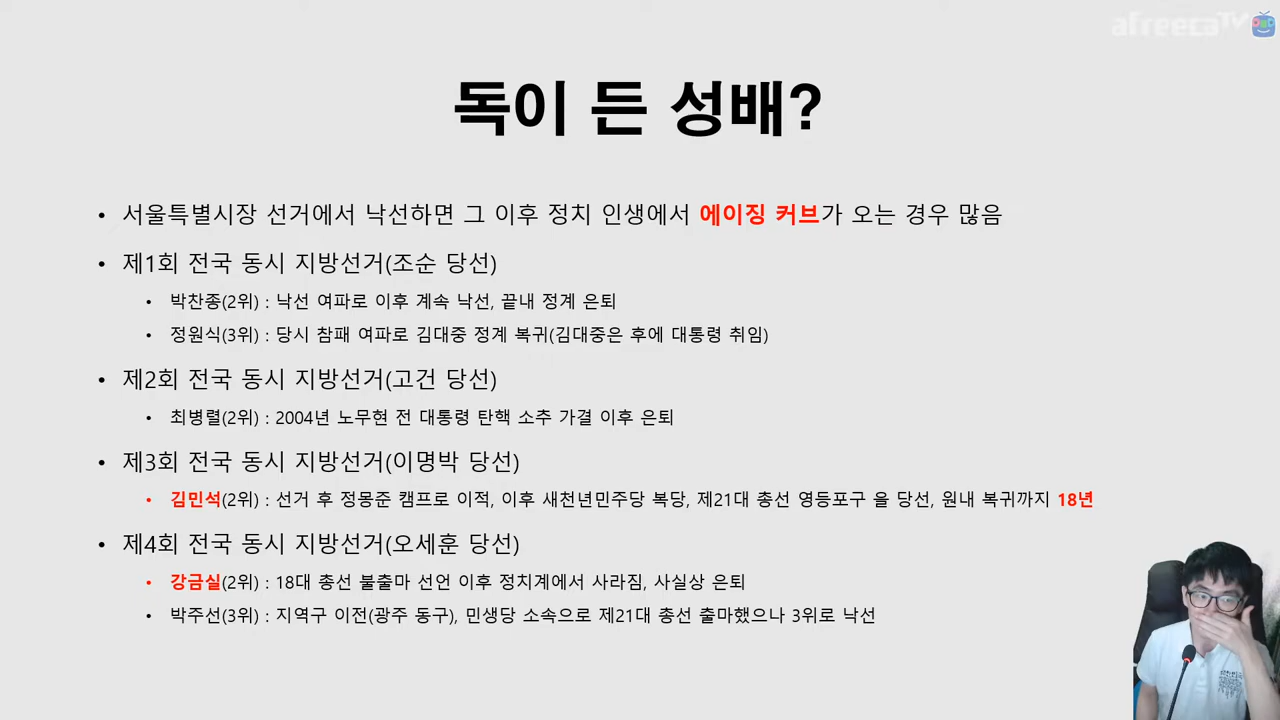 afreecaTV
독이 든 성배?
• 서울특별시장 선거에서 낙선하면 그 이후 정치 인생에서 에이징 커브가 오는 경우 많음
• 제1회 전국 동시 지방선거(조순 당선)
• 박찬종(2위) : 낙선 여파로 이후 계속 낙선, 끝내 정계 은퇴
• 정원식(3위) : 당시 참패 여파로 김대중 정계 복귀(김대중은 후에 대통령 취임)
• 제2회 전국 동시 지방선거(고건 당선)
• 최병렬(2위) : 2004년 노무현 전 대통령 탄핵 소추 가결 이후 은퇴
• 제3회 전국 동시 지방선거(이명박 당선)
• 김민석(2위) : 선거 후 정몽준 캠프로 이적, 이후 새천년민주당 복당, 제21대 총선 영등포구 을 당선, 원내 복귀까지 18년
• 제4회 전국 동시 지방선거(오세훈 당선)
• 강금실(2위) : 18대 총선 불출마 선언 이후 정치계에서 사라짐, 사실상 은퇴
• 박주선(3위) : 지역구 이전(광주 동구), 민생당 소속으로 제21대 총선 출마했으나 3위로 낙선